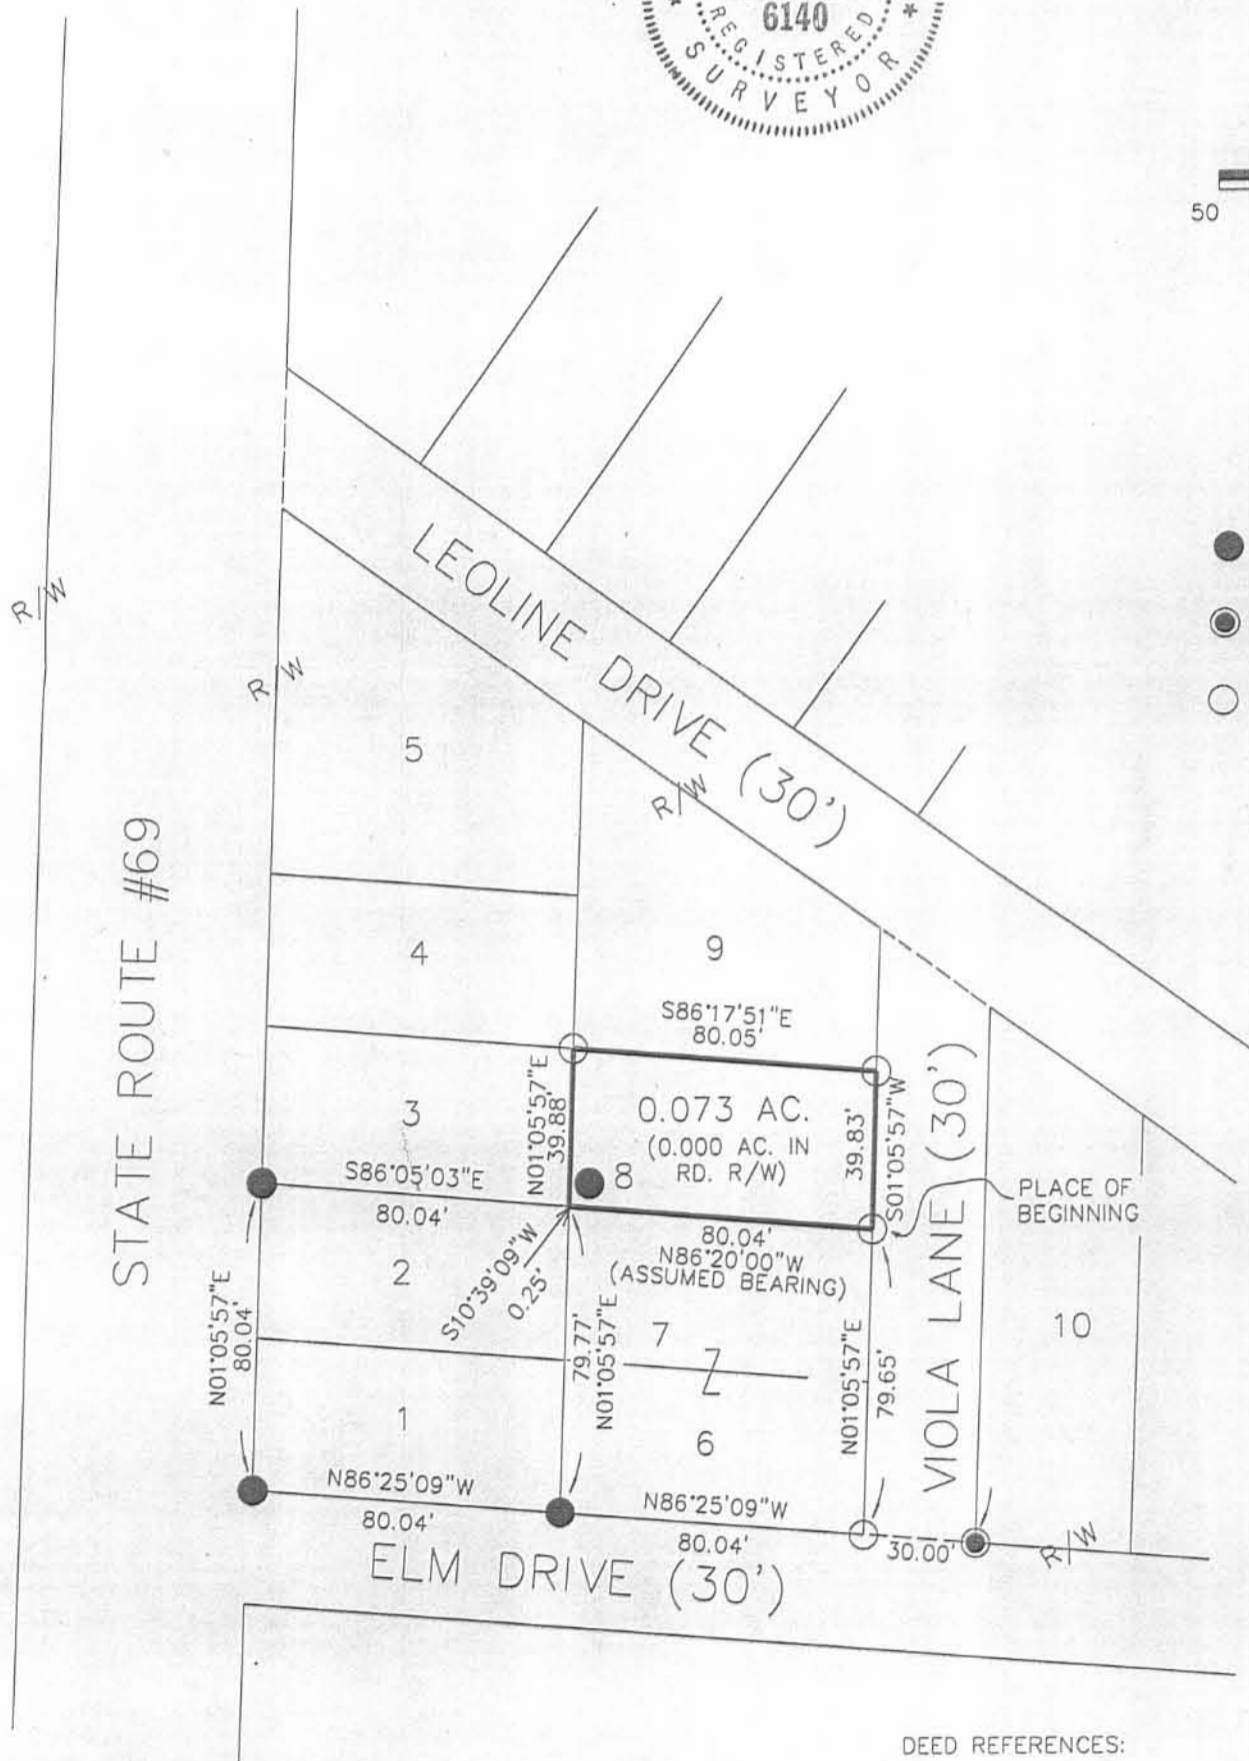 6140
REGISTERED
* SURVEYOR *
50
LEOLINE DRIVE (30')
R/W
R/W
R/W
STATE ROUTE #69
5
4
9
S86°17'51"E
80.05'
N01°05'57"E
39.88'
0.073 AC.
(0.000 AC. IN
RD. R/W)
39.83'
S01°05'57"W
3
S86°05'03"E
80.04'
8
PLACE OF
BEGINNING
80.04'
N86°20'00"W
(ASSUMED BEARING)
S10°39'09"W
0.25'
2
N01°05'57"E
80.04'
79.77'
N01°05'57"E
7
N01°05'57"E
79.65'
VIOLA LANE (30')
10
1
6
N86°25'09"W
80.04'
N86°25'09"W
80.04'
30.00'
R/W
ELM DRIVE (30')
DEED REFERENCES: